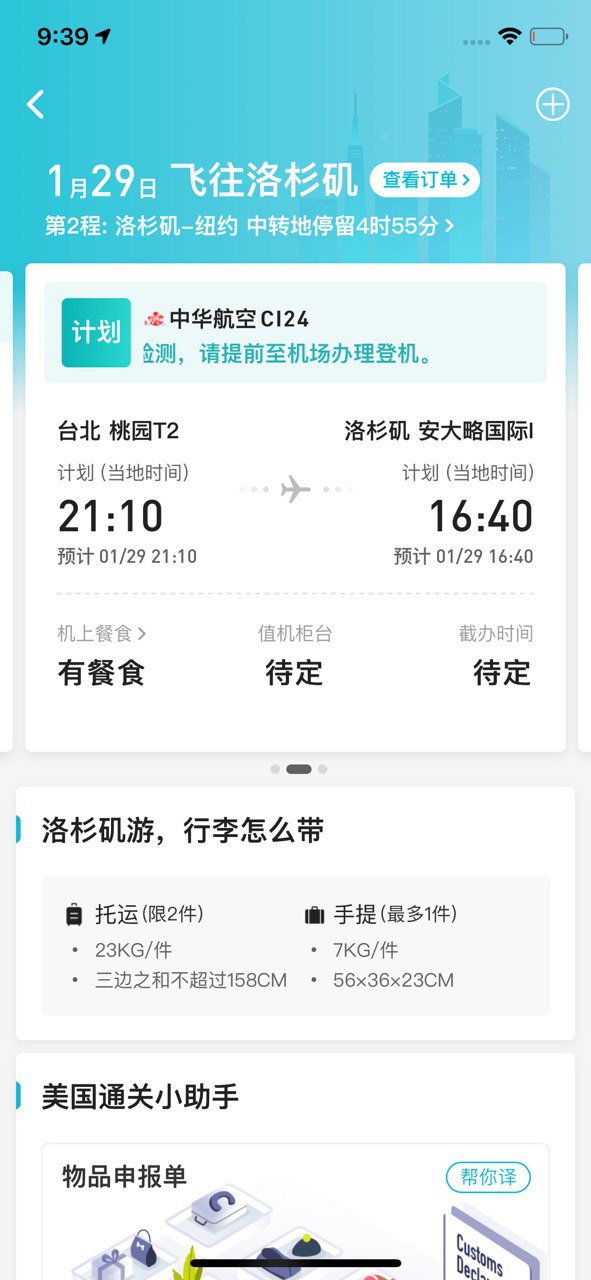 9:39
1月29日 飞往洛杉矶 查看订单
第2程: 洛杉矶-纽约 中转地停留4时55分
计划
中华航空CI24
检测，请提前至机场办理登机。
台北 桃园T2
洛杉矶 安大略国际
计划 (当地时间)
计划 (当地时间)
21:10
16:40
预计 01/29 21:10
预计 01/29 16:40
机上餐食
值机柜台
截办时间
有餐食
待定
待定
洛杉矶游，行李怎么带
托运(限2件)
手提(最多1件)
• 23KG/件
• 7KG/件
• 三边之和不超过158CM
• 56×36×23CM
美国通关小助手
物品申报单
帮你译
Customs